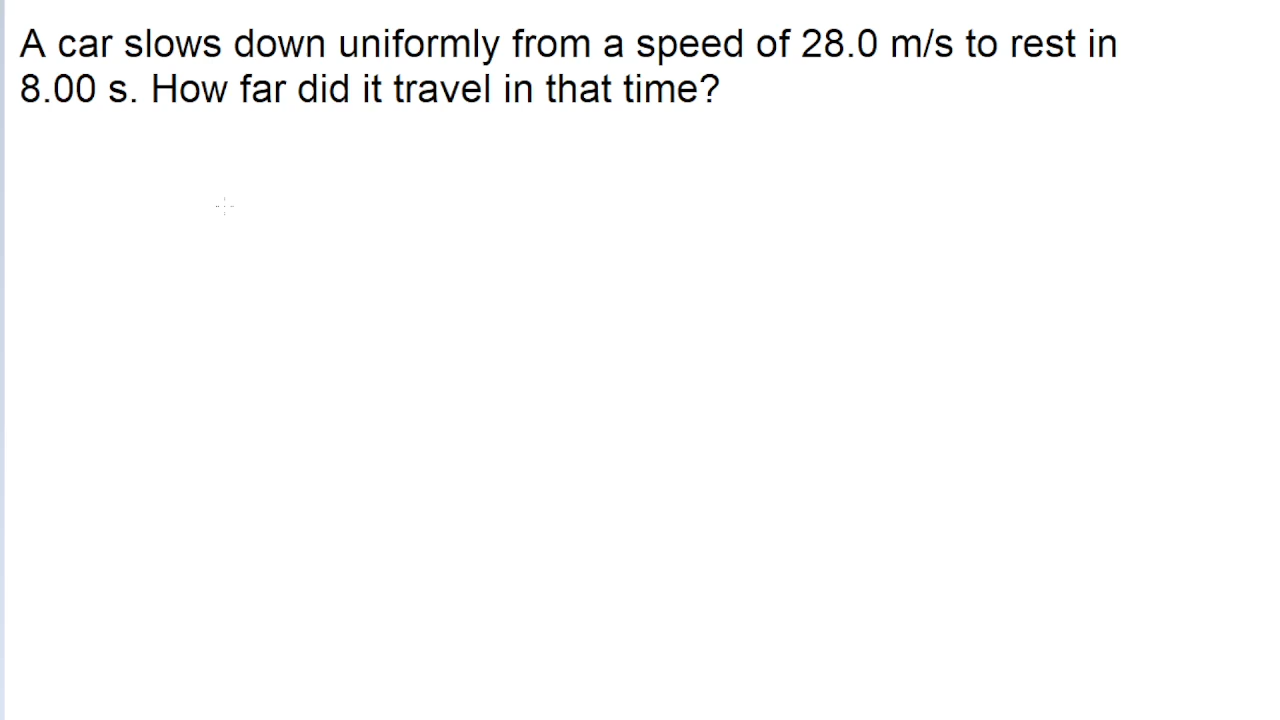 A car slows down uniformly from a speed of 28.0 m/s to rest in
8.00 s. How far did it travel in that time?